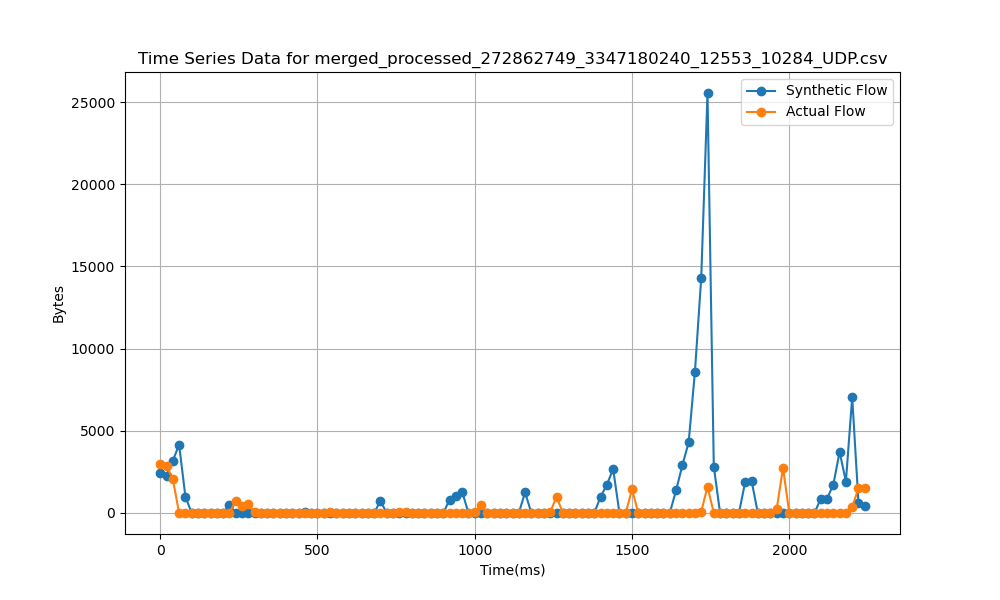 Time Series Data for merged_processed_272862749_3347180240_12553_10284_UDP.csv
Synthetic Flow
Actual Flow
25000
20000
15000
10000
5000
0
Bytes
0 500 1000 1500 2000
Time(ms)